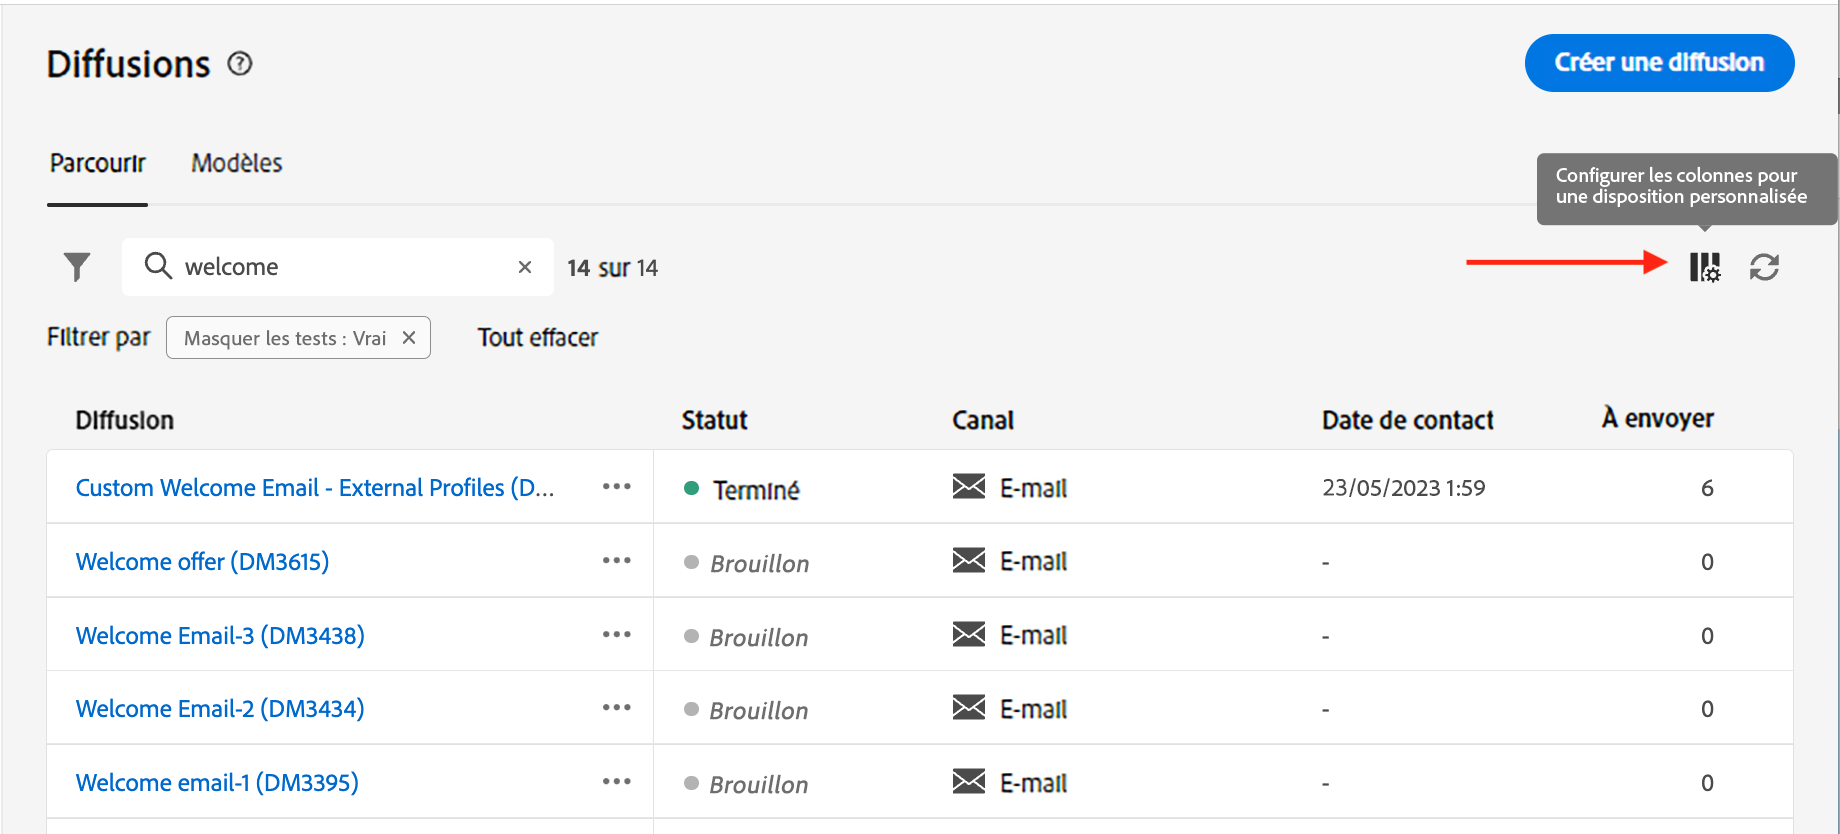 Diffusions
Créer une diffusion
Parcourir Modèles
Configurer les colonnes pour
une disposition personnalisée
welcome
14 sur 14
Filtrer par Masquer les tests : Vrai Tout effacer
Diffusion Statut Canal Date de contact À envoyer
Custom Welcome Email - External Profiles (D... Terminé E-mail 23/05/2023 1:59 6
Welcome offer (DM3615) Brouillon E-mail - 0
Welcome Email-3 (DM3438) Brouillon E-mail - 0
Welcome Email-2 (DM3434) Brouillon E-mail - 0
Welcome email-1 (DM3395) Brouillon E-mail - 0